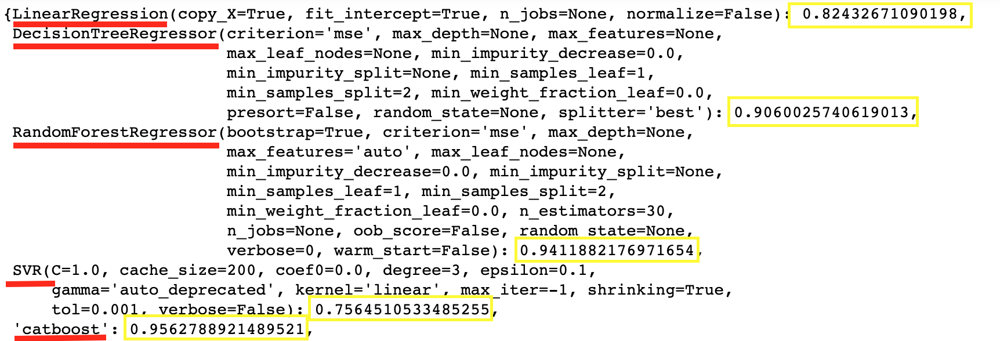 {LinearRegression(copy_X=True, fit_intercept=True, n_jobs=None, normalize=False): 0.82432671090198,
DecisionTreeRegressor(criterion='mse', max_depth=None, max_features=None,
max_leaf_nodes=None, min_impurity_decrease=0.0,
min_impurity_split=None, min_samples_leaf=1,
min_samples_split=2, min_weight_fraction_leaf=0.0,
presort=False, random_state=None, splitter='best'): 0.9060025740619013,
RandomForestRegressor(bootstrap=True, criterion='mse', max_depth=None,
max_features='auto', max_leaf_nodes=None,
min_impurity_decrease=0.0, min_impurity_split=None,
min_samples_leaf=1, min_samples_split=2,
min_weight_fraction_leaf=0.0, n_estimators=30,
n_jobs=None, oob_score=False, random_state=None,
verbose=0, warm_start=False): 0.9411882176971654,
SVR(C=1.0, cache_size=200, coef0=0.0, degree=3, epsilon=0.1,
gamma='auto_deprecated', kernel='linear', max_iter=-1, shrinking=True,
tol=0.001, verbose=False): 0.7564510533485255,
'catboost': 0.9562788921489521,